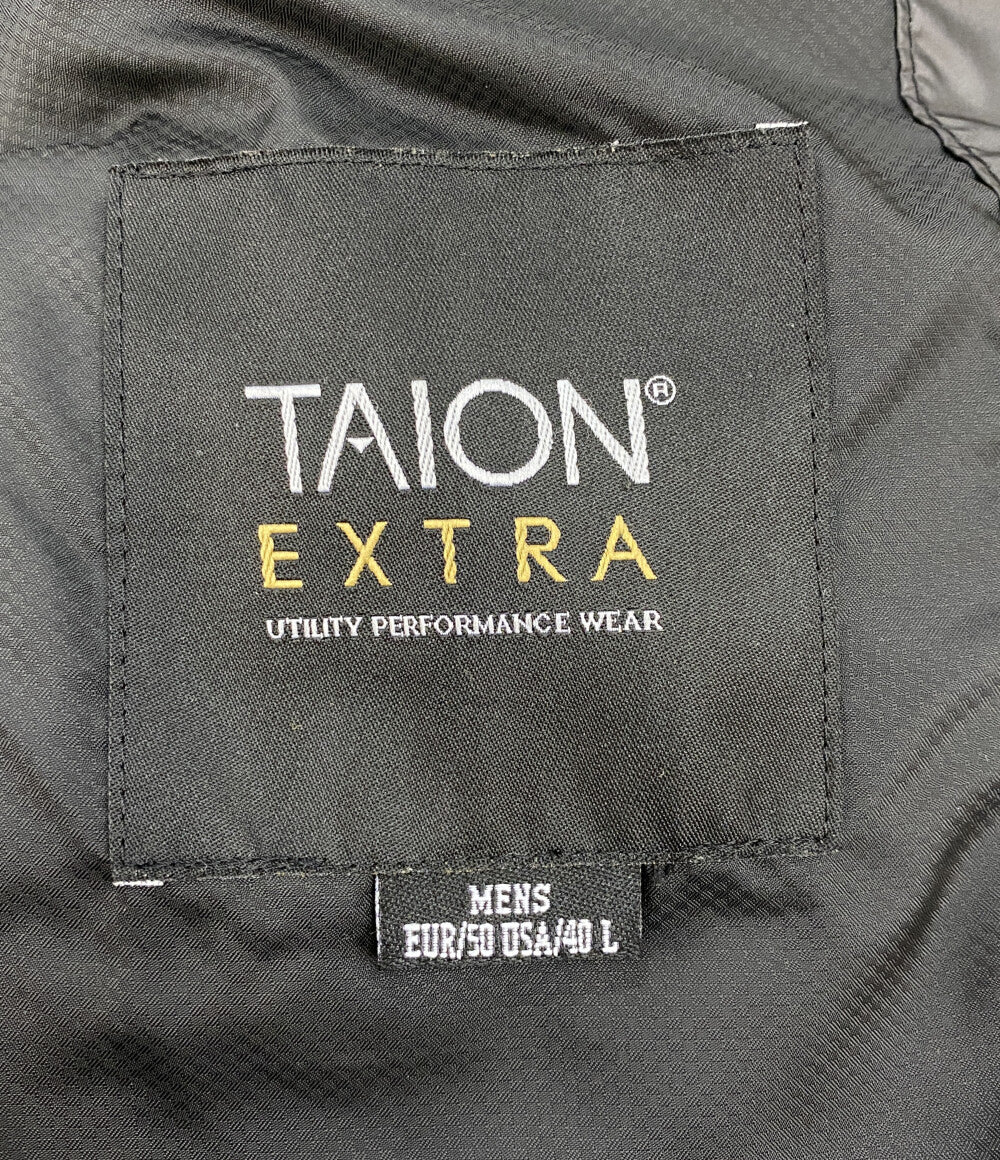 TAION®
EXTRA
UTILITY PERFORMANCE WEAR
MENS
EUR/50 USA/40 L